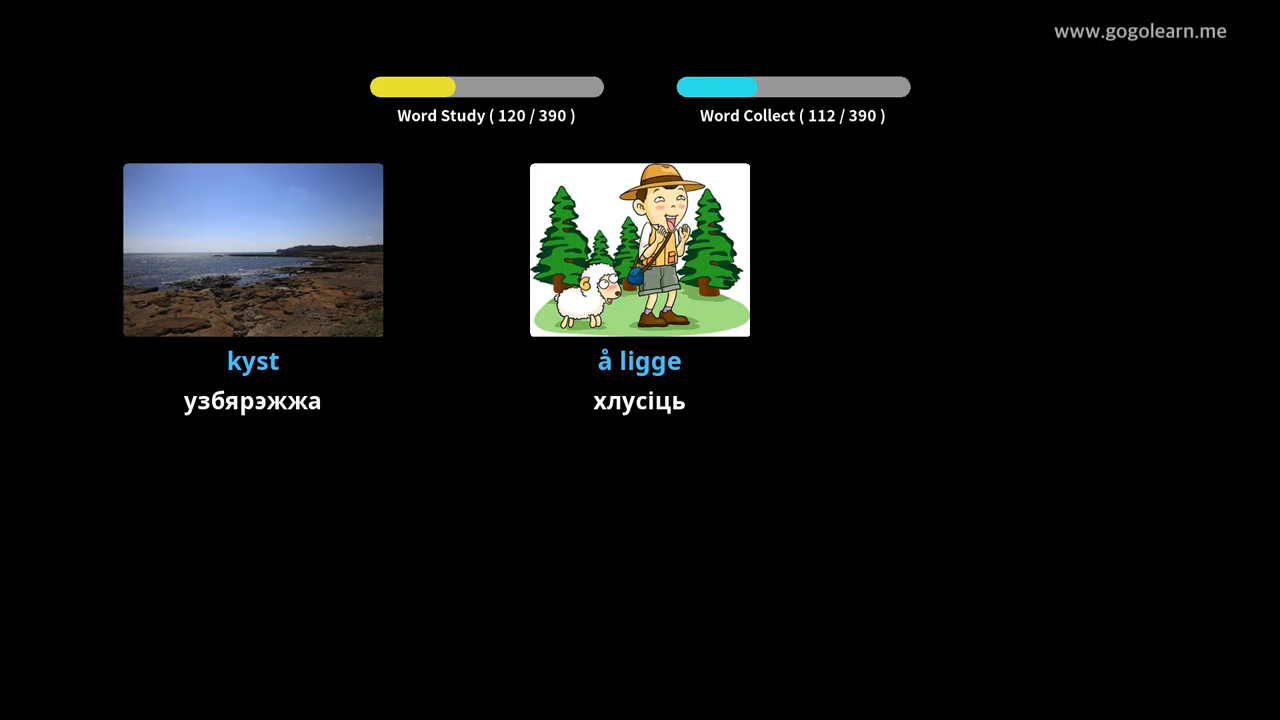 www.gogolearn.me
Word Study ( 120 / 390 )
Word Collect ( 112 / 390 )
kyst
узбярэжжа
å ligge
хлусіць